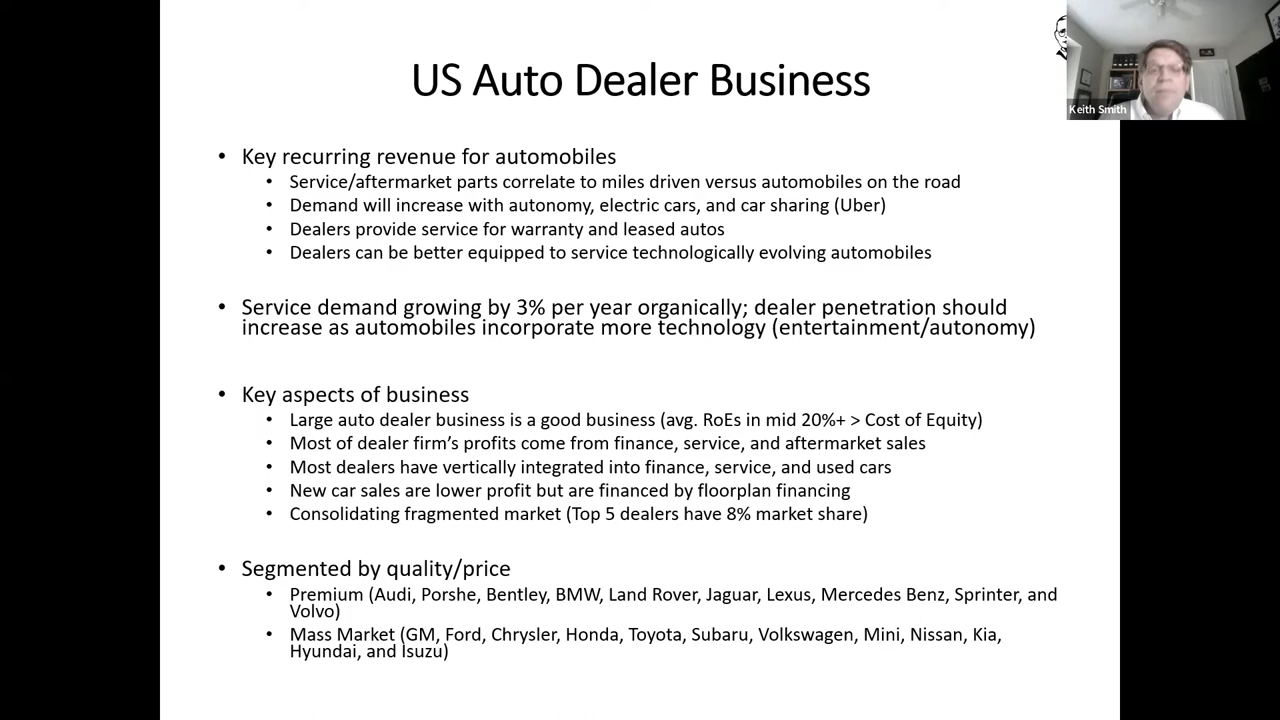 US Auto Dealer Business
Keith Smith
• Key recurring revenue for automobiles
• Service/aftermarket parts correlate to miles driven versus automobiles on the road
• Demand will increase with autonomy, electric cars, and car sharing (Uber)
• Dealers provide service for warranty and leased autos
• Dealers can be better equipped to service technologically evolving automobiles
• Service demand growing by 3% per year organically; dealer penetration should
increase as automobiles incorporate more technology (entertainment/autonomy)
• Key aspects of business
• Large auto dealer business is a good business (avg. RoEs in mid 20%+ > Cost of Equity)
• Most of dealer firm's profits come from finance, service, and aftermarket sales
• Most dealers have vertically integrated into finance, service, and used cars
• New car sales are lower profit but are financed by floorplan financing
• Consolidating fragmented market (Top 5 dealers have 8% market share)
• Segmented by quality/price
• Premium (Audi, Porshe, Bentley, BMW, Land Rover, Jaguar, Lexus, Mercedes Benz, Sprinter, and
Volvo)
• Mass Market (GM, Ford, Chrysler, Honda, Toyota, Subaru, Volkswagen, Mini, Nissan, Kia,
Hyundai, and Isuzu)